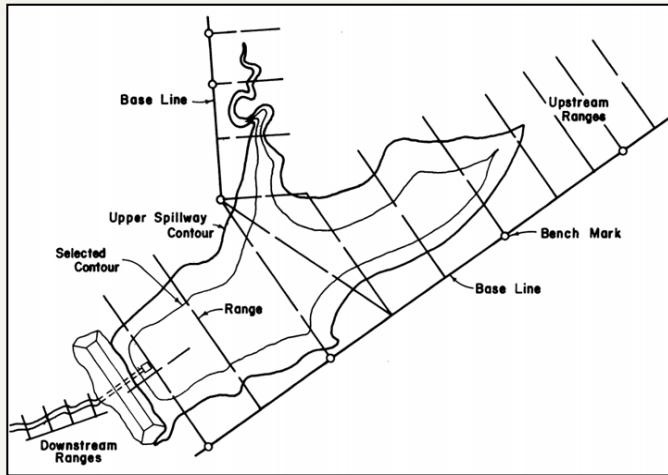 Base Line
Upstream
Ranges
Upper Spillway
Contour
Bench Mark
Selected
Contour
Base Line
Range
Downstream
Ranges